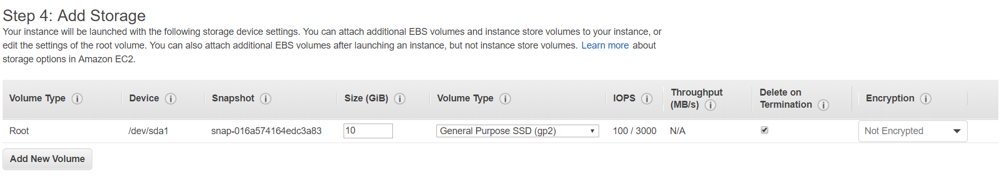 Step 4: Add Storage
Your instance will be launched with the following storage device settings. You can attach additional EBS volumes and instance store volumes to your instance, or
edit the settings of the root volume. You can also attach additional EBS volumes after launching an instance, but not instance store volumes. Learn more about
storage options in Amazon EC2.
Volume Type i Device i Snapshot i Size (GiB) i Volume Type i IOPS i Throughput (MB/s) i Delete on Termination i Encryption i
Root /dev/sda1 snap-016a574164edc3a83 10 General Purpose SSD (gp2) 100 / 3000 N/A Not Encrypted
Add New Volume